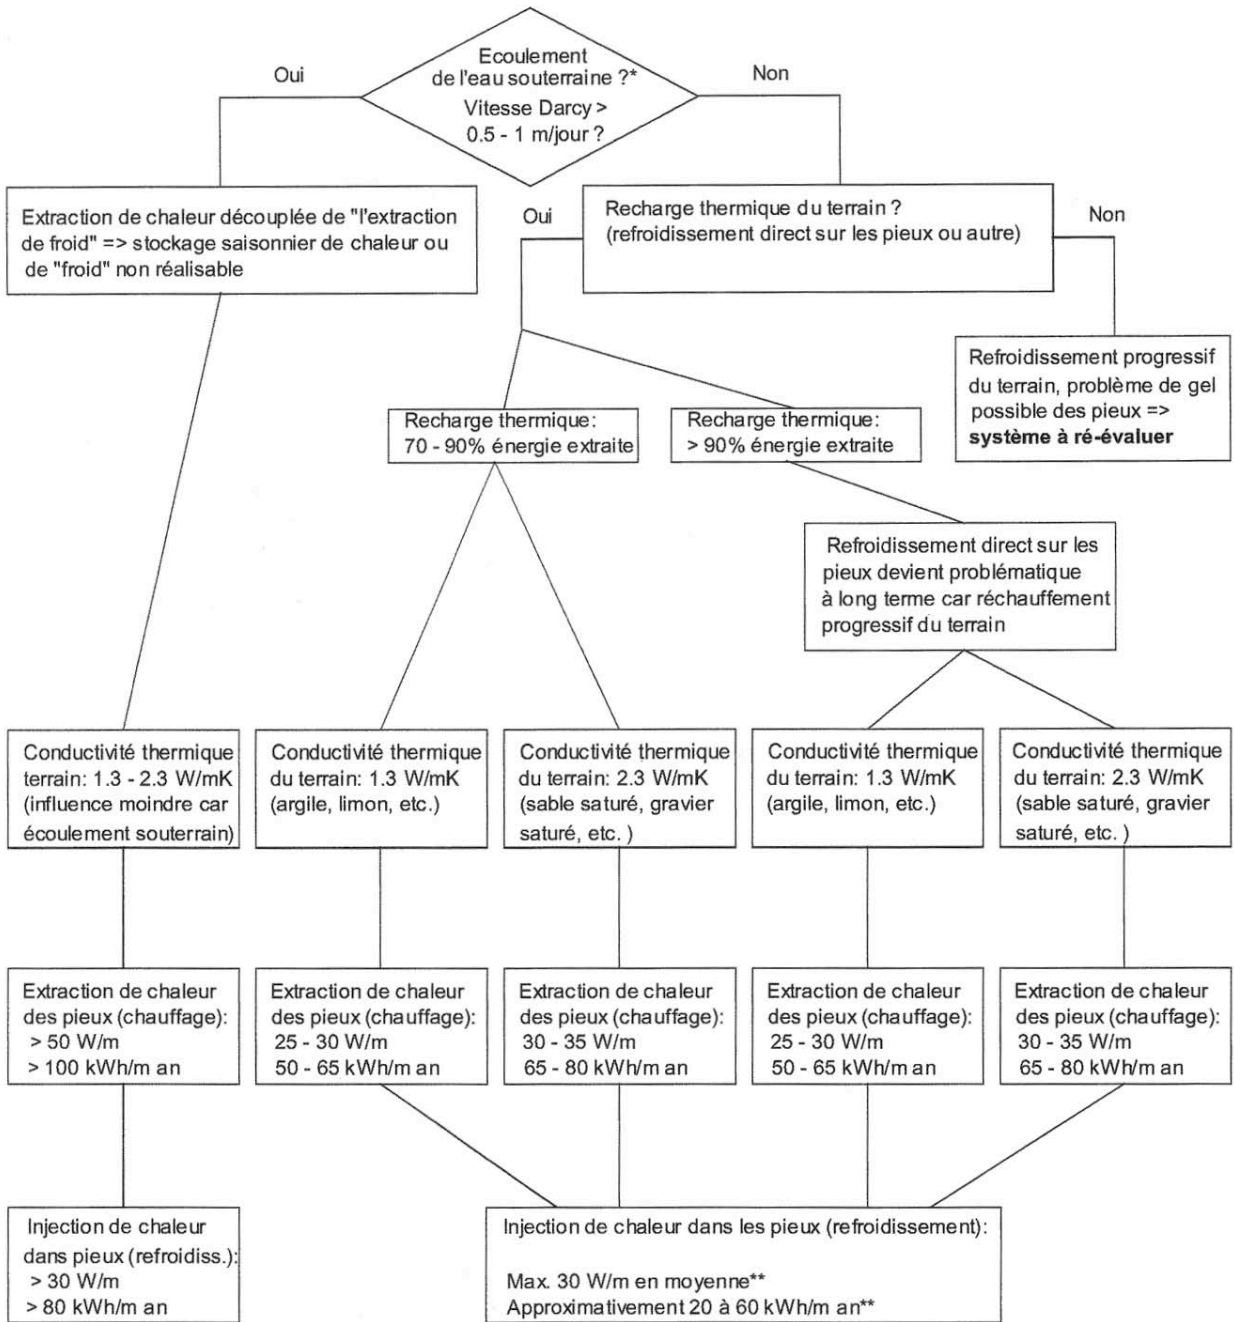 Ecoulement
de l'eau souterraine ?*
Vitesse Darcy >
0.5 - 1 m/jour ?
Oui
Non
Extraction de chaleur découplée de "l'extraction
de froid" => stockage saisonnier de chaleur ou
de "froid" non réalisable
Oui
Recharge thermique du terrain ?
(refroidissement direct sur les pieux ou autre)
Non
Refroidissement progressif
du terrain, problème de gel
possible des pieux =>
système à ré-évaluer
Recharge thermique:
70 - 90% énergie extraite
Recharge thermique:
> 90% énergie extraite
Refroidissement direct sur les
pieux devient problématique
à long terme car réchauffement
progressif du terrain
Conductivité thermique
terrain: 1.3 - 2.3 W/mK
(influence moindre car
écoulement souterrain)
Conductivité thermique
du terrain: 1.3 W/mK
(argile, limon, etc.)
Conductivité thermique
du terrain: 2.3 W/mK
(sable saturé, gravier
saturé, etc. )
Conductivité thermique
du terrain: 1.3 W/mK
(argile, limon, etc.)
Conductivité thermique
du terrain: 2.3 W/mK
(sable saturé, gravier
saturé, etc. )
Extraction de chaleur
des pieux (chauffage):
> 50 W/m
> 100 kWh/m an
Extraction de chaleur
des pieux (chauffage):
25 - 30 W/m
50 - 65 kWh/m an
Extraction de chaleur
des pieux (chauffage):
30 - 35 W/m
65 - 80 kWh/m an
Extraction de chaleur
des pieux (chauffage):
25 - 30 W/m
50 - 65 kWh/m an
Extraction de chaleur
des pieux (chauffage):
30 - 35 W/m
65 - 80 kWh/m an
Injection de chaleur
dans pieux (refroidiss.):
> 30 W/m
> 80 kWh/m an
Injection de chaleur dans les pieux (refroidissement):
Max. 30 W/m en moyenne**
Approximativement 20 à 60 kWh/m an**